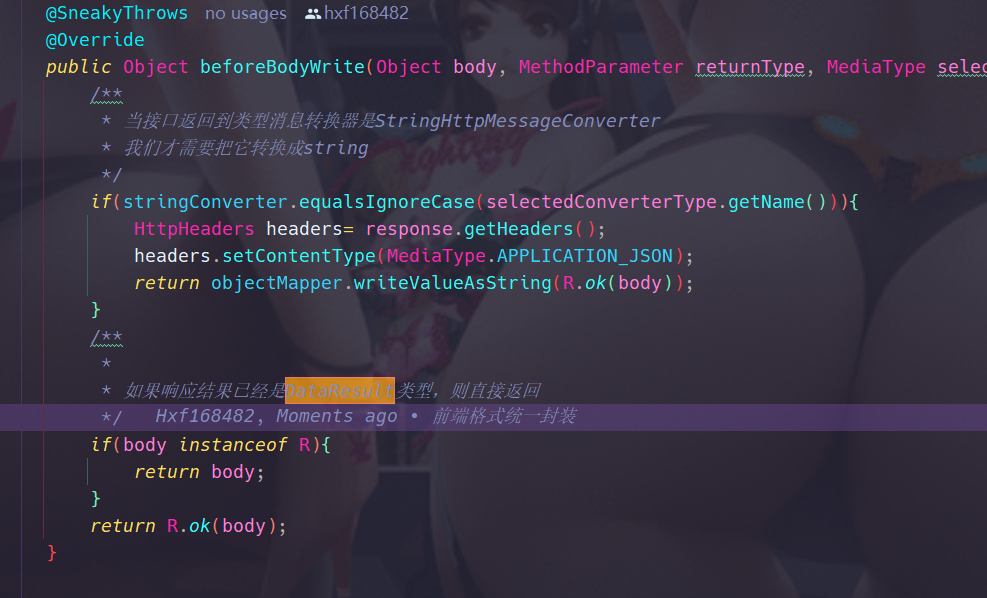 @SneakyThrows no usages hxf168482
@Override
public Object beforeBodyWrite(Object body, MethodParameter returnType, MediaType selec
/**
* 当接口返回到类型消息转换器是StringHttpMessageConverter
* 我们才需要把它转换成string
*/
if(stringConverter.equalsIgnoreCase(selectedConverterType.getName())){
HttpHeaders headers= response.getHeaders();
headers.setContentType(MediaType.APPLICATION_JSON);
return objectMapper.writeValueAsString(R.ok(body));
}
/**
*
* 如果响应结果已经是DataResult类型，则直接返回
*/ Hxf168482, Moments ago • 前端格式统一封装
if(body instanceof R){
return body;
}
return R.ok(body);
}